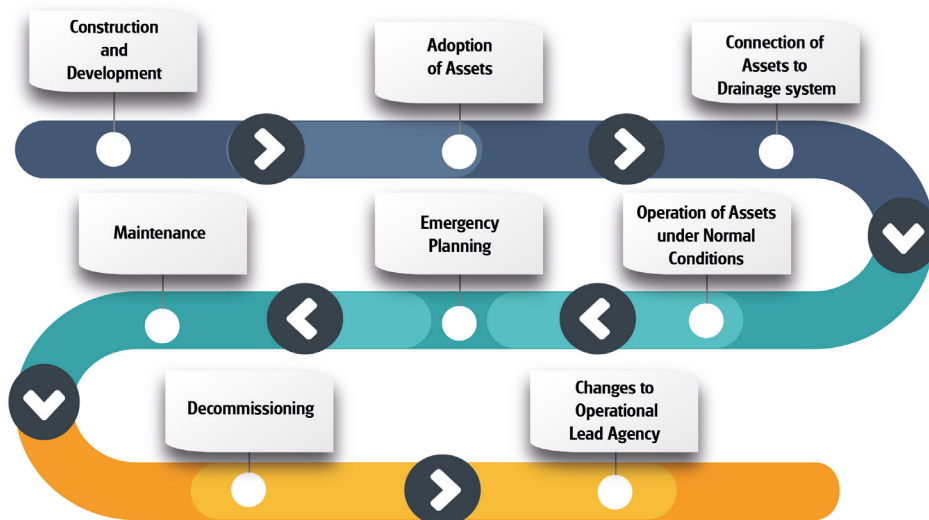 Construction
and
Development
Adoption
of Assets
Connection of
Assets to
Drainage system
Operation of Assets
under Normal
Conditions
Emergency
Planning
Maintenance
Decommissioning
Changes to
Operational
Lead Agency